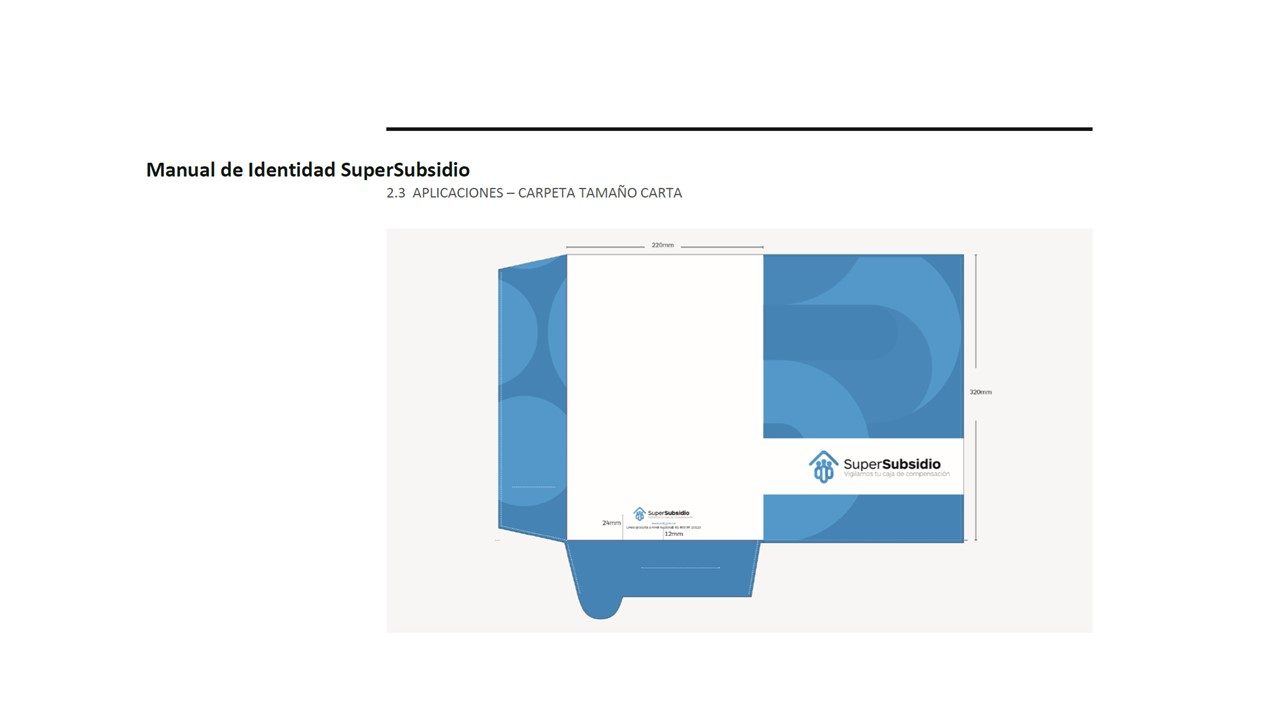 Manual de Identidad SuperSubsidio
2.3 APLICACIONES – CARPETA TAMAÑO CARTA
220mm
320mm
SuperSubsidio
Vigilamos tu caja de compensación
SuperSubsidio
24mm
12mm